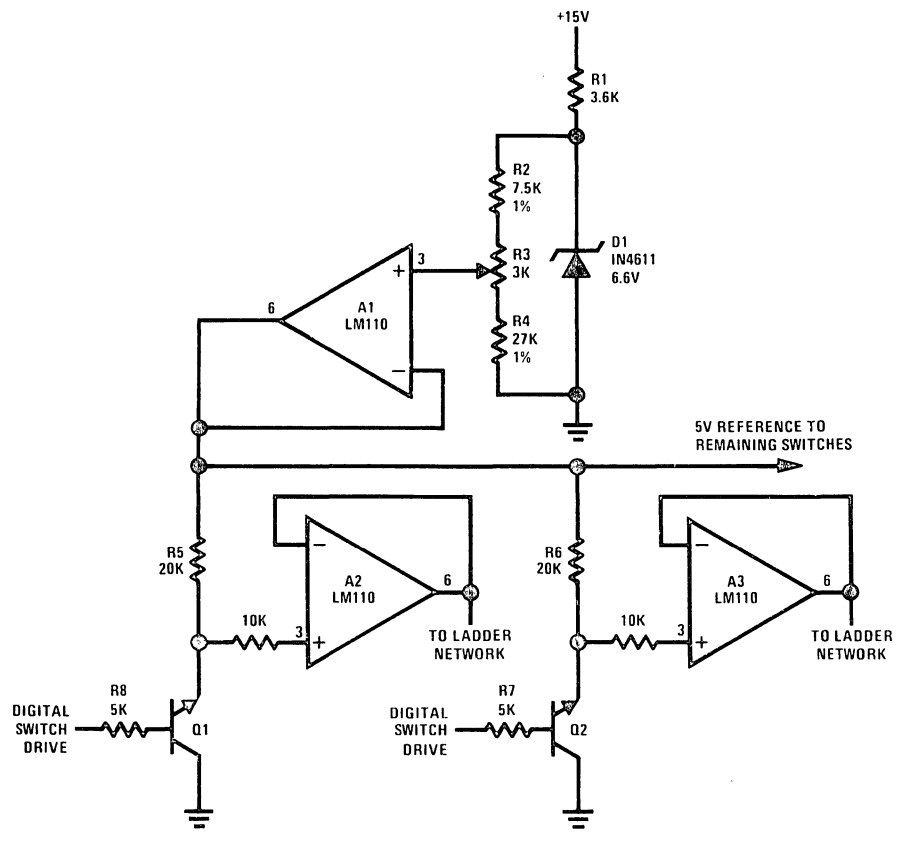 +15V
R1
3.6K
R2
7.5K
1%
R3
3K
D1
IN4611
6.6V
3
+
A1
LM110
6
−
R4
27K
1%
5V REFERENCE TO
REMAINING SWITCHES
R5
20K
−
A2
LM110
6
10K
3
+
TO LADDER
NETWORK
R6
20K
−
A3
LM110
6
10K
3
+
TO LADDER
NETWORK
R8
5K
DIGITAL
SWITCH
DRIVE
Q1
R7
5K
DIGITAL
SWITCH
DRIVE
Q2